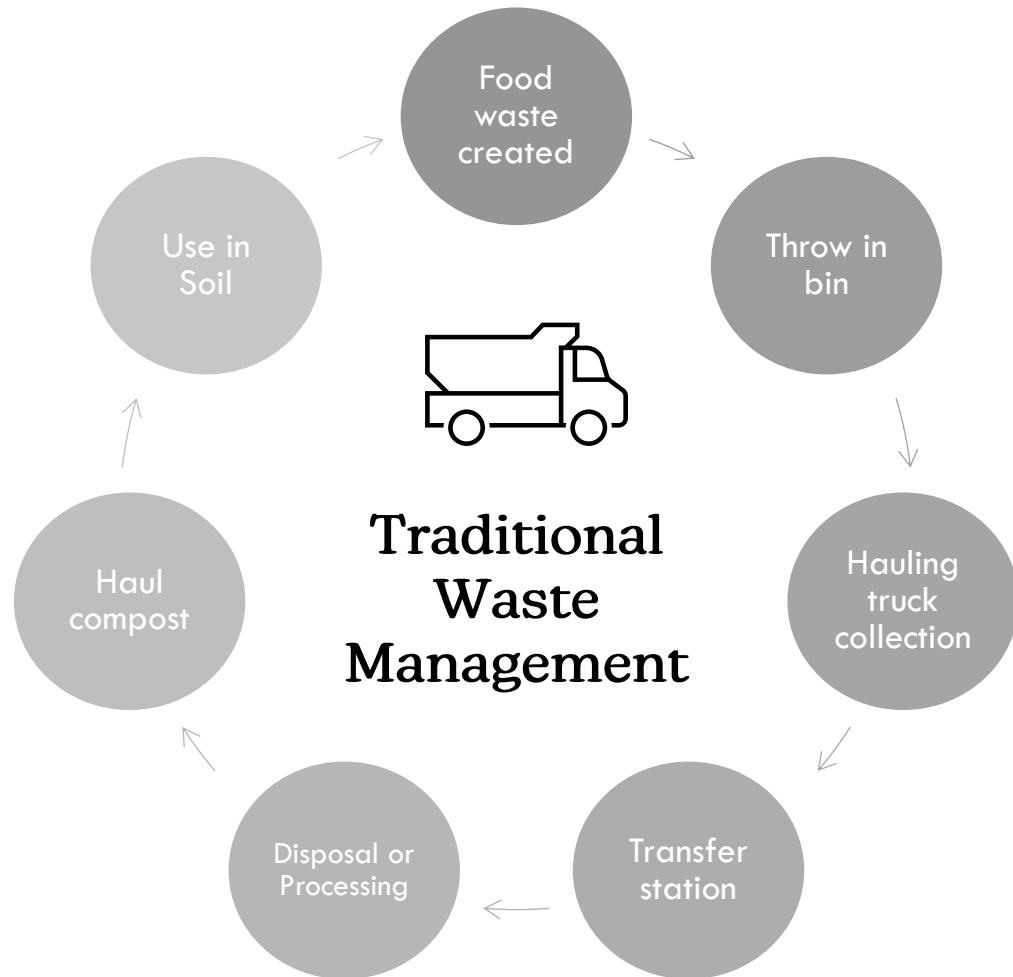 Food
waste
created
Throw in
bin
Hauling
truck
collection
Transfer
station
Disposal or
Processing
Haul
compost
Use in
Soil
Traditional
Waste
Management